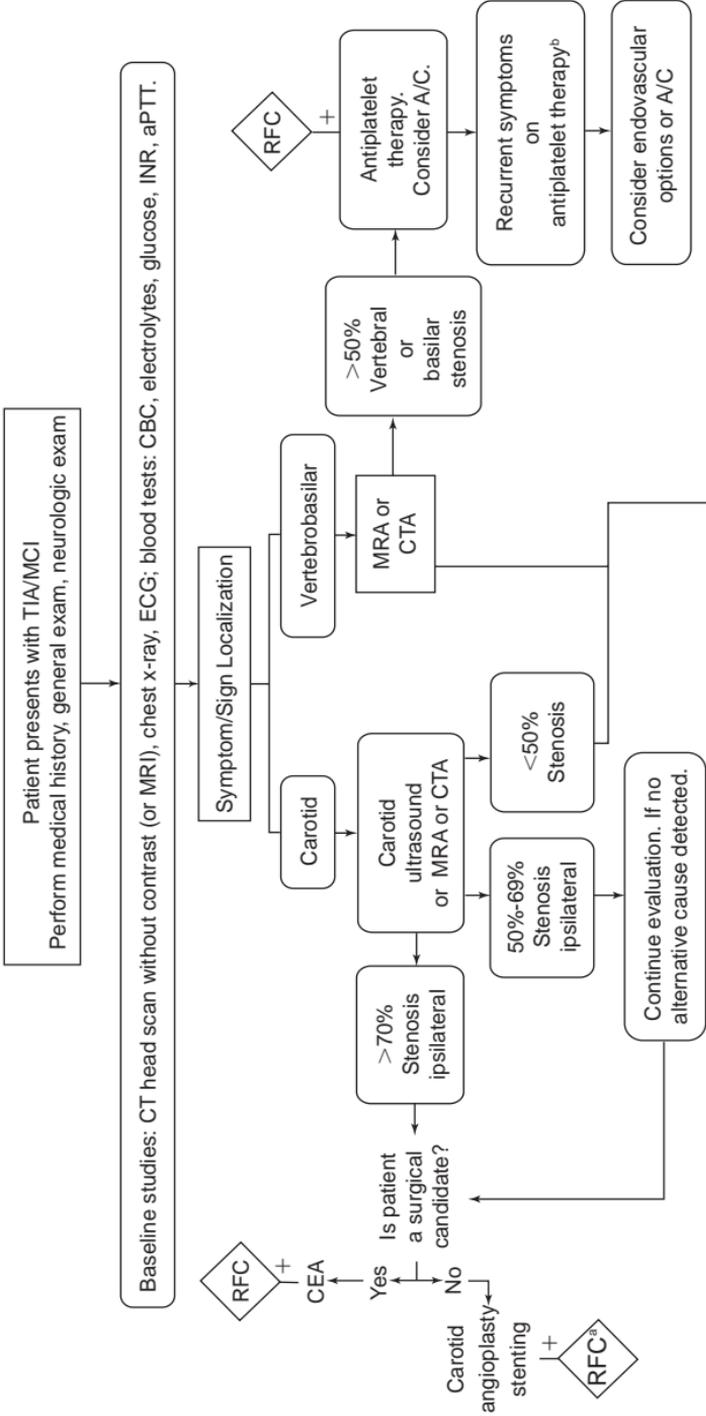 Patient presents with TIA/MCI
Perform medical history, general exam, neurologic exam
Baseline studies: CT head scan without contrast (or MRI), chest x-ray, ECG; blood tests: CBC, electrolytes, glucose, INR, aPTT.
Symptom/Sign Localization
Carotid
Vertebrobasilar
Carotid
ultrasound
or MRA or CTA
MRA or
CTA
>70%
Stenosis
ipsilateral
50%-69%
Stenosis
ipsilateral
<50%
Stenosis
>50%
Vertebral
or
basilar
stenosis
RFC
+
Antiplatelet
therapy.
Consider A/C.
Recurrent symptoms
on
antiplatelet therapyᵇ
Consider endovascular
options or A/C
Is patient
a surgical
candidate?
Continue evaluation. If no
alternative cause detected.
RFC
+
CEA
Yes
No
Carotid
angioplasty
stenting
+
RFCᵃ